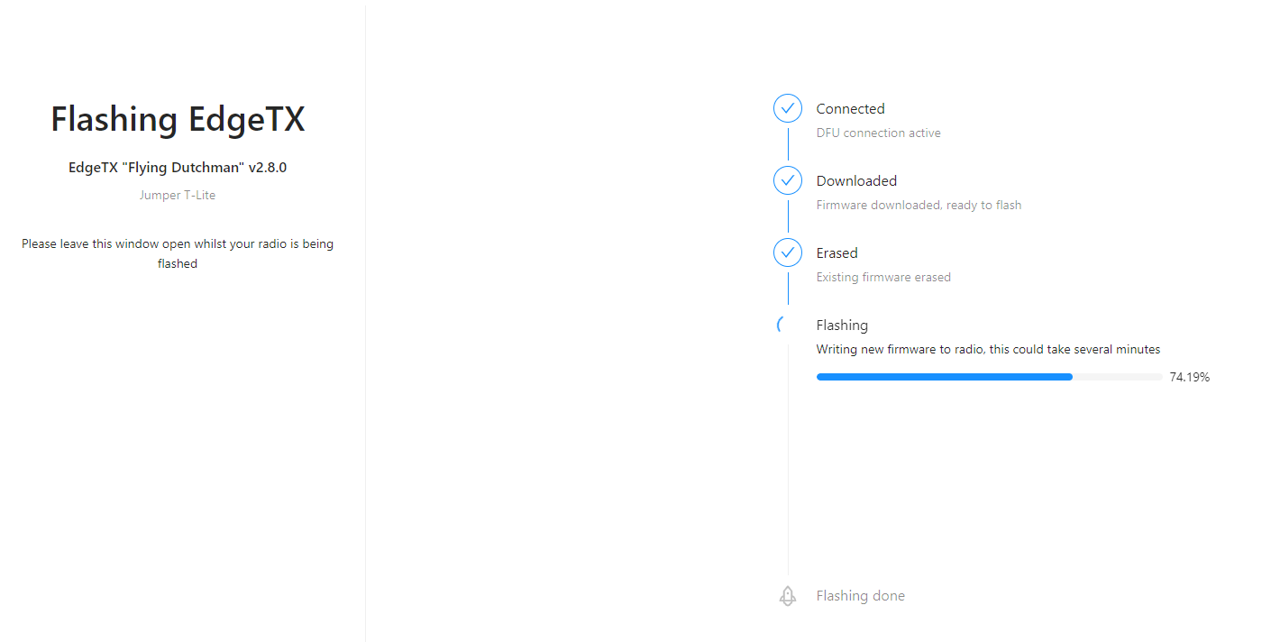 Flashing EdgeTX
EdgeTX "Flying Dutchman" v2.8.0
Jumper T-Lite
Please leave this window open whilst your radio is being
flashed
Connected
DFU connection active
Downloaded
Firmware downloaded, ready to flash
Erased
Existing firmware erased
Flashing
Writing new firmware to radio, this could take several minutes
74.19%
Flashing done